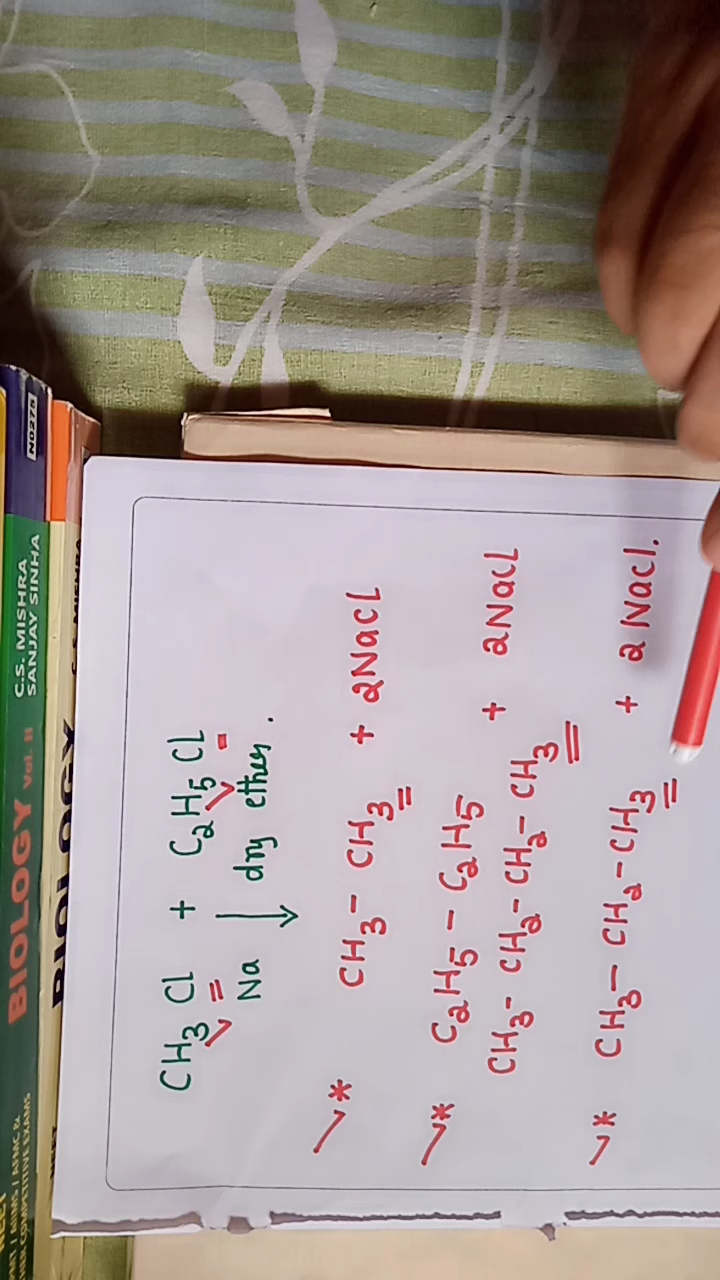 CH₃Cl + C₂H₅Cl
Na ↓ dry ether.
* CH₃ - CH₃ + 2NaCl
* C₂H₅ - C₂H₅
CH₃ - CH₂ - CH₂ - CH₃ + 2NaCl
* CH₃ - CH₂ - CH₃ + 2NaCl.
BIOLOGY Vol. II
C.S. MISHRA
SANJAY SINHA
N0275
BIOLOGY